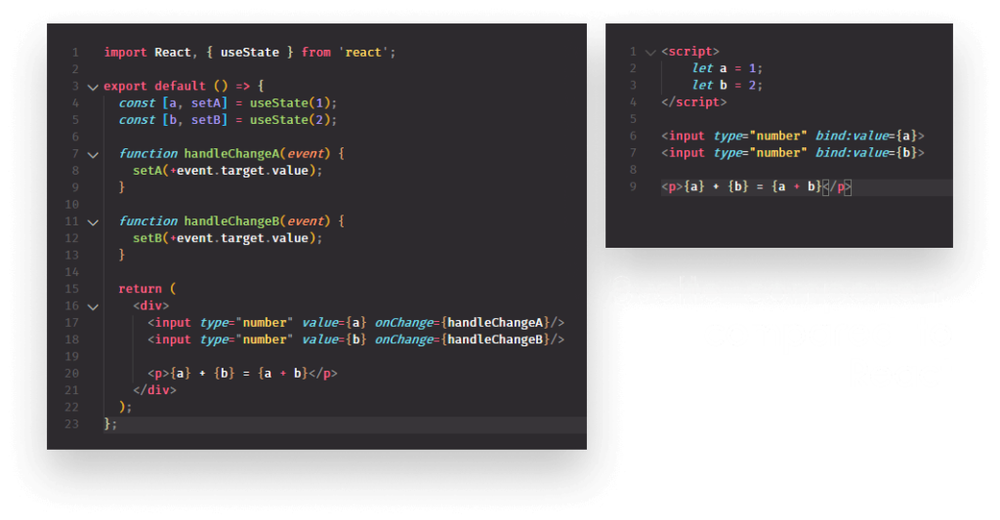 1 import React, { useState } from 'react';
2
3 export default () => {
4 const [a, setA] = useState(1);
5 const [b, setB] = useState(2);
6
7 function handleChangeA(event) {
8 setA(+event.target.value);
9 }
10
11 function handleChangeB(event) {
12 setB(+event.target.value);
13 }
14
15 return (
16 <div>
17 <input type="number" value={a} onChange={handleChangeA}/>
18 <input type="number" value={b} onChange={handleChangeB}/>
19
20 <p>{a} + {b} = {a + b}</p>
21 </div>
22 );
23 };
1 <script>
2 let a = 1;
3 let b = 2;
4 </script>
5
6 <input type="number" bind:value={a}>
7 <input type="number" bind:value={b}>
8
9 <p>{a} + {b} = {a + b}</p>